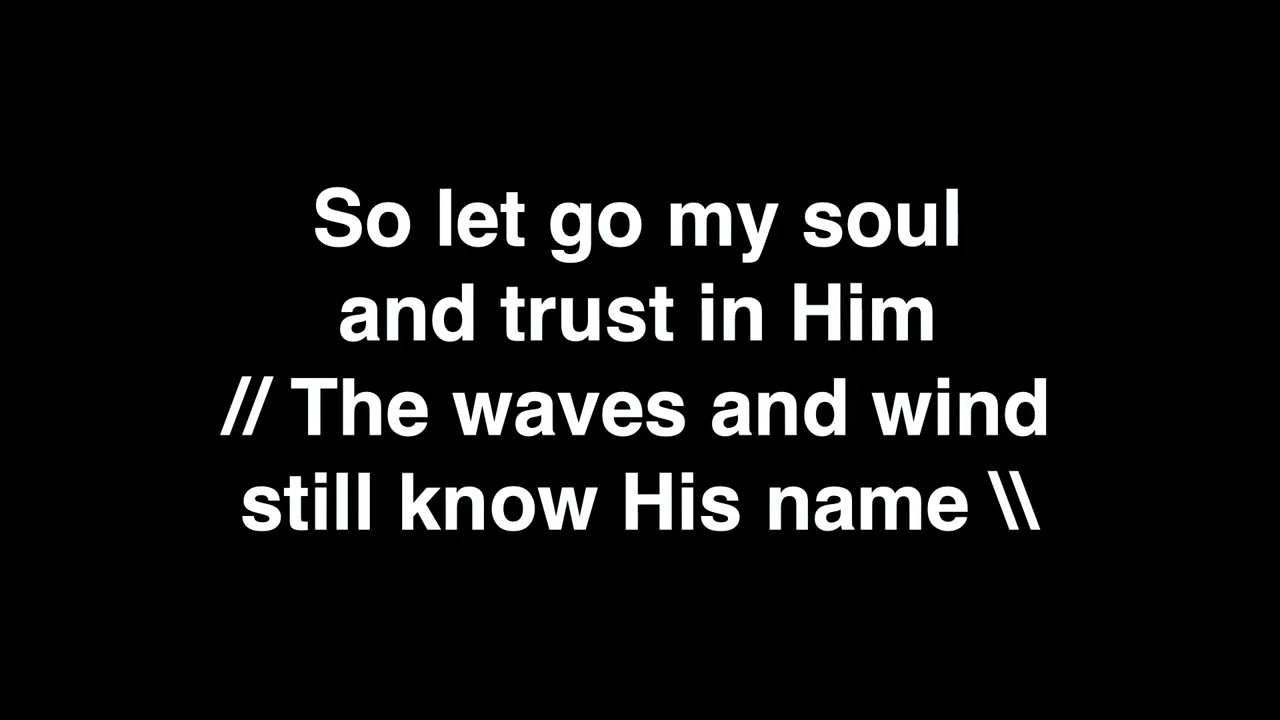 So let go my soul
and trust in Him
// The waves and wind
still know His name \\